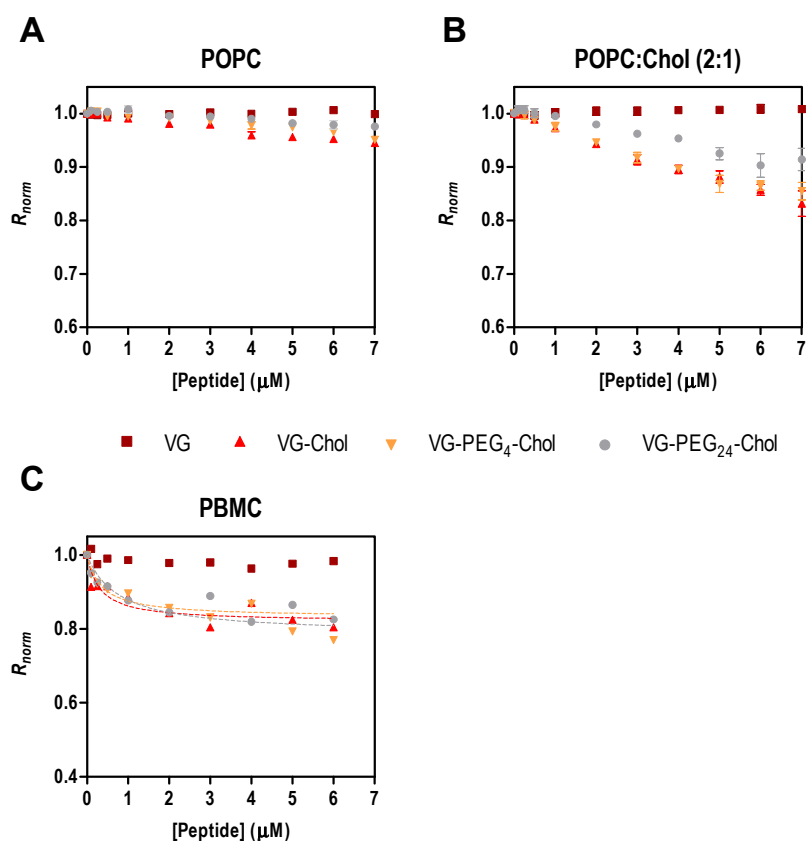 A
POPC
1.0
0.9
0.8
0.7
0.6
R_norm
0 1 2 3 4 5 6 7
[Peptide] (μM)
B
POPC:Chol (2:1)
1.0
0.9
0.8
0.7
0.6
R_norm
0 1 2 3 4 5 6 7
[Peptide] (μM)
VG VG-Chol VG-PEG₄-Chol VG-PEG₂₄-Chol
C
PBMC
1.0
0.8
0.6
0.4
R_norm
0 1 2 3 4 5 6 7
[Peptide] (μM)